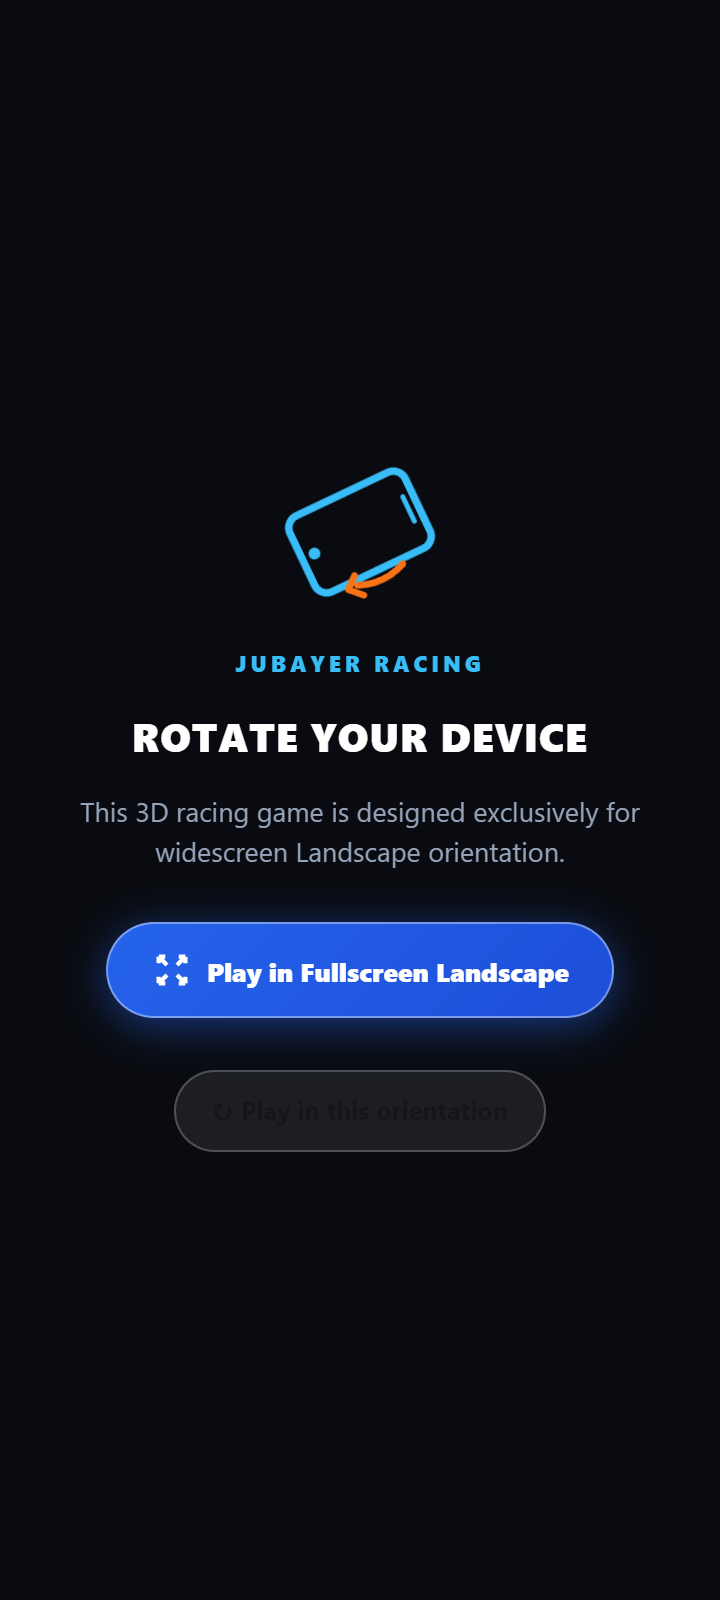 JUBAYER RACING
ROTATE YOUR DEVICE
This 3D racing game is designed exclusively for
widescreen Landscape orientation.
Play in Fullscreen Landscape
↻ Play in this orientation